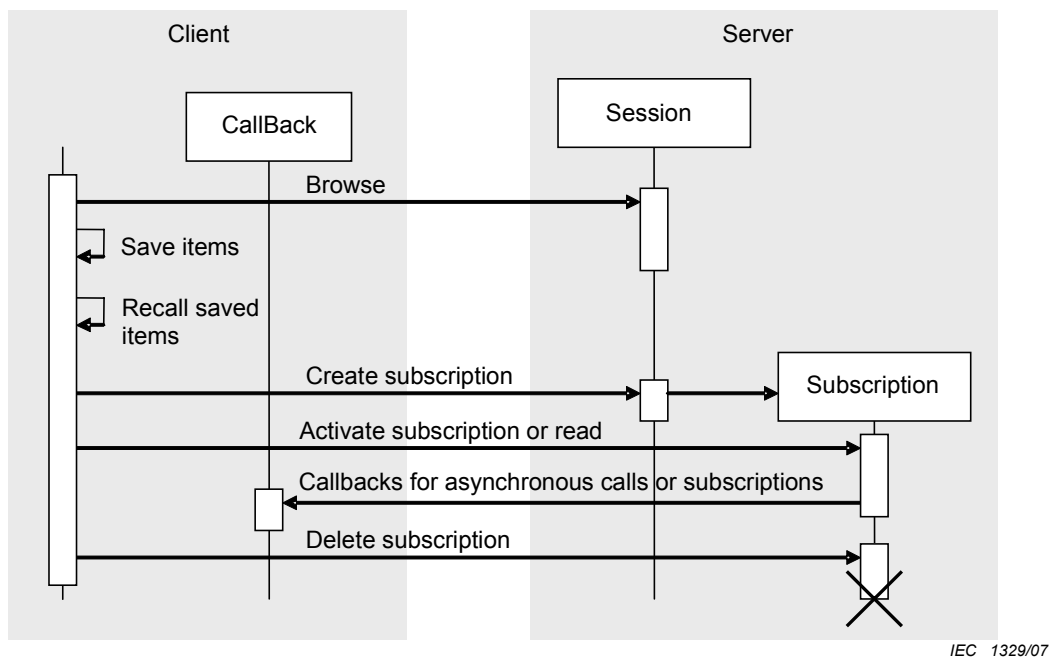 Client
Server
CallBack
Session
Browse
Save items
Recall saved
items
Create subscription
Subscription
Activate subscription or read
Callbacks for asynchronous calls or subscriptions
Delete subscription
IEC 1329/07